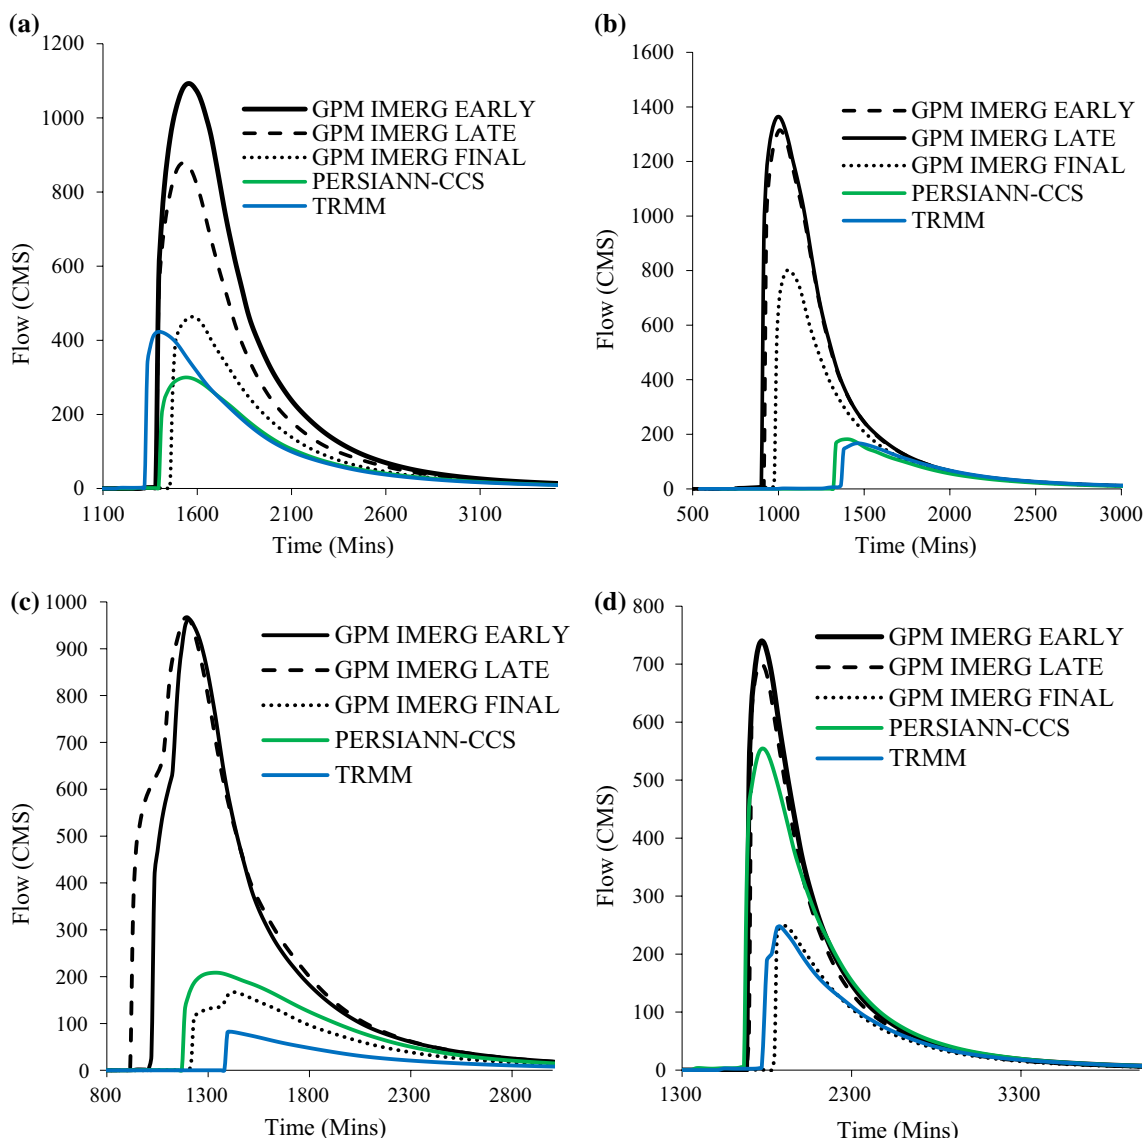 (a)
1200
1000
800
600
400
200
0
Flow (CMS)
GPM IMERG EARLY
GPM IMERG LATE
GPM IMERG FINAL
PERSIANN-CCS
TRMM
1100 1600 2100 2600 3100
Time (Mins)
(b)
1600
1400
1200
1000
800
600
400
200
0
Flow (CMS)
GPM IMERG EARLY
GPM IMERG LATE
GPM IMERG FINAL
PERSIANN-CCS
TRMM
500 1000 1500 2000 2500 3000
Time (Mins)
(c)
1000
900
800
700
600
500
400
300
200
100
0
Flow (CMS)
GPM IMERG EARLY
GPM IMERG LATE
GPM IMERG FINAL
PERSIANN-CCS
TRMM
800 1300 1800 2300 2800
Time (Mins)
(d)
800
700
600
500
400
300
200
100
0
Flow (CMS)
GPM IMERG EARLY
GPM IMERG LATE
GPM IMERG FINAL
PERSIANN-CCS
TRMM
1300 2300 3300
Time (Mins)